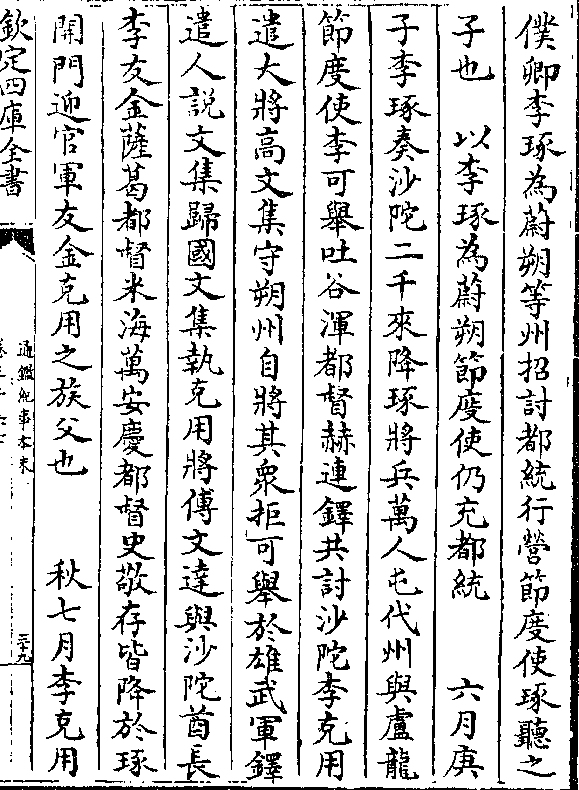 僕卿李琢為蔚朔等州招討都統行營節度使琢聽之
子也　以李琢為蔚朔節度使仍充都統　六月庚
子李琢奏沙陀二千來降琢將兵萬人屯代州與盧龍
節度使李可舉吐谷渾都督赫連鐸共討沙陀李克用
遣大將高文集守朔州自將其衆拒可舉於雄武軍鐸
遣人說文集歸國文集執克用將傅文達與沙陀酋長
李友金薩葛都督米海萬安慶都督史敬存皆降於琢
開門迎官軍友金克用之族父也　秋七月李克用
欽定四庫全書
通鑑紀事本末
三十九